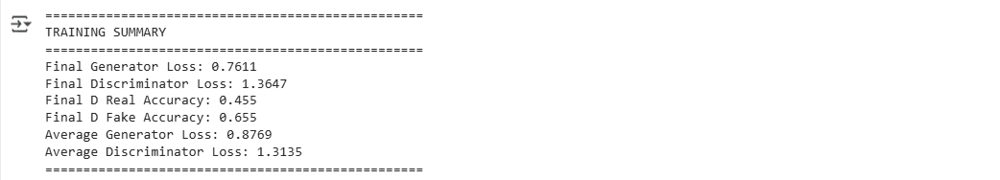 ==================================================
TRAINING SUMMARY
==================================================
Final Generator Loss: 0.7611
Final Discriminator Loss: 1.3647
Final D Real Accuracy: 0.455
Final D Fake Accuracy: 0.655
Average Generator Loss: 0.8769
Average Discriminator Loss: 1.3135
==================================================